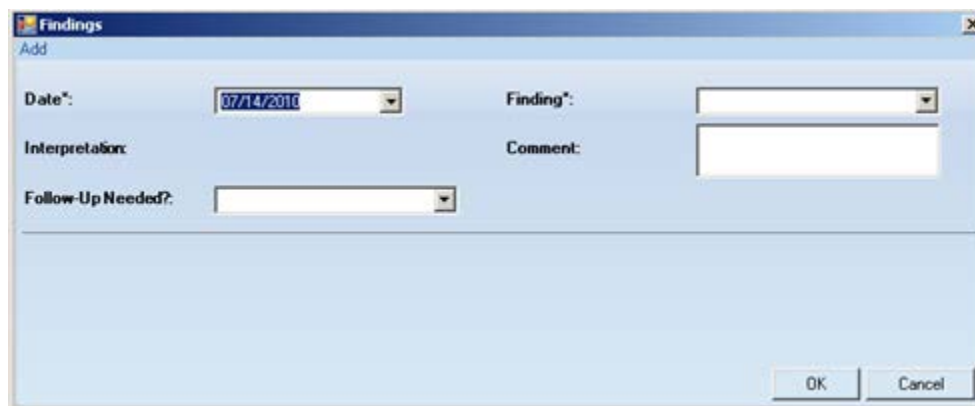 Findings
Add
Date*: 07/14/2010 Finding*:
Interpretation: Comment:
Follow-Up Needed?:
OK Cancel